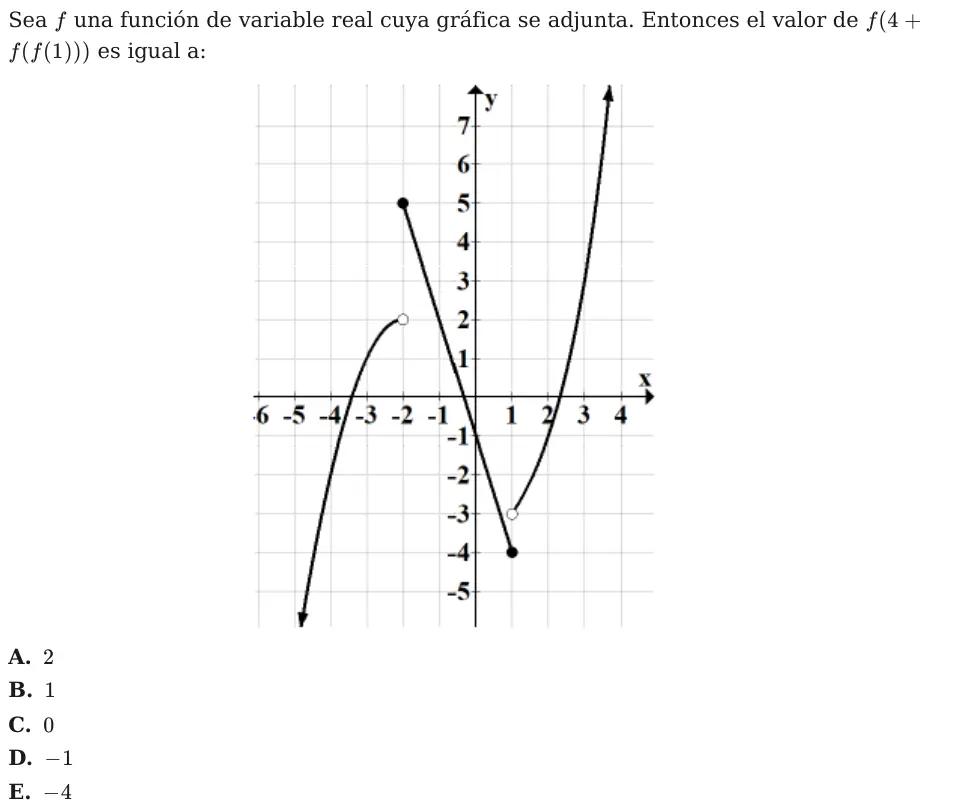 Sea f una función de variable real cuya gráfica se adjunta. Entonces el valor de f(4 +
f(f(1))) es igual a:
y
7
6
5
4
3
2
1
x
-6 -5 -4 -3 -2 -1 1 2 3 4
-1
-2
-3
-4
-5
A. 2
B. 1
C. 0
D. −1
E. −4